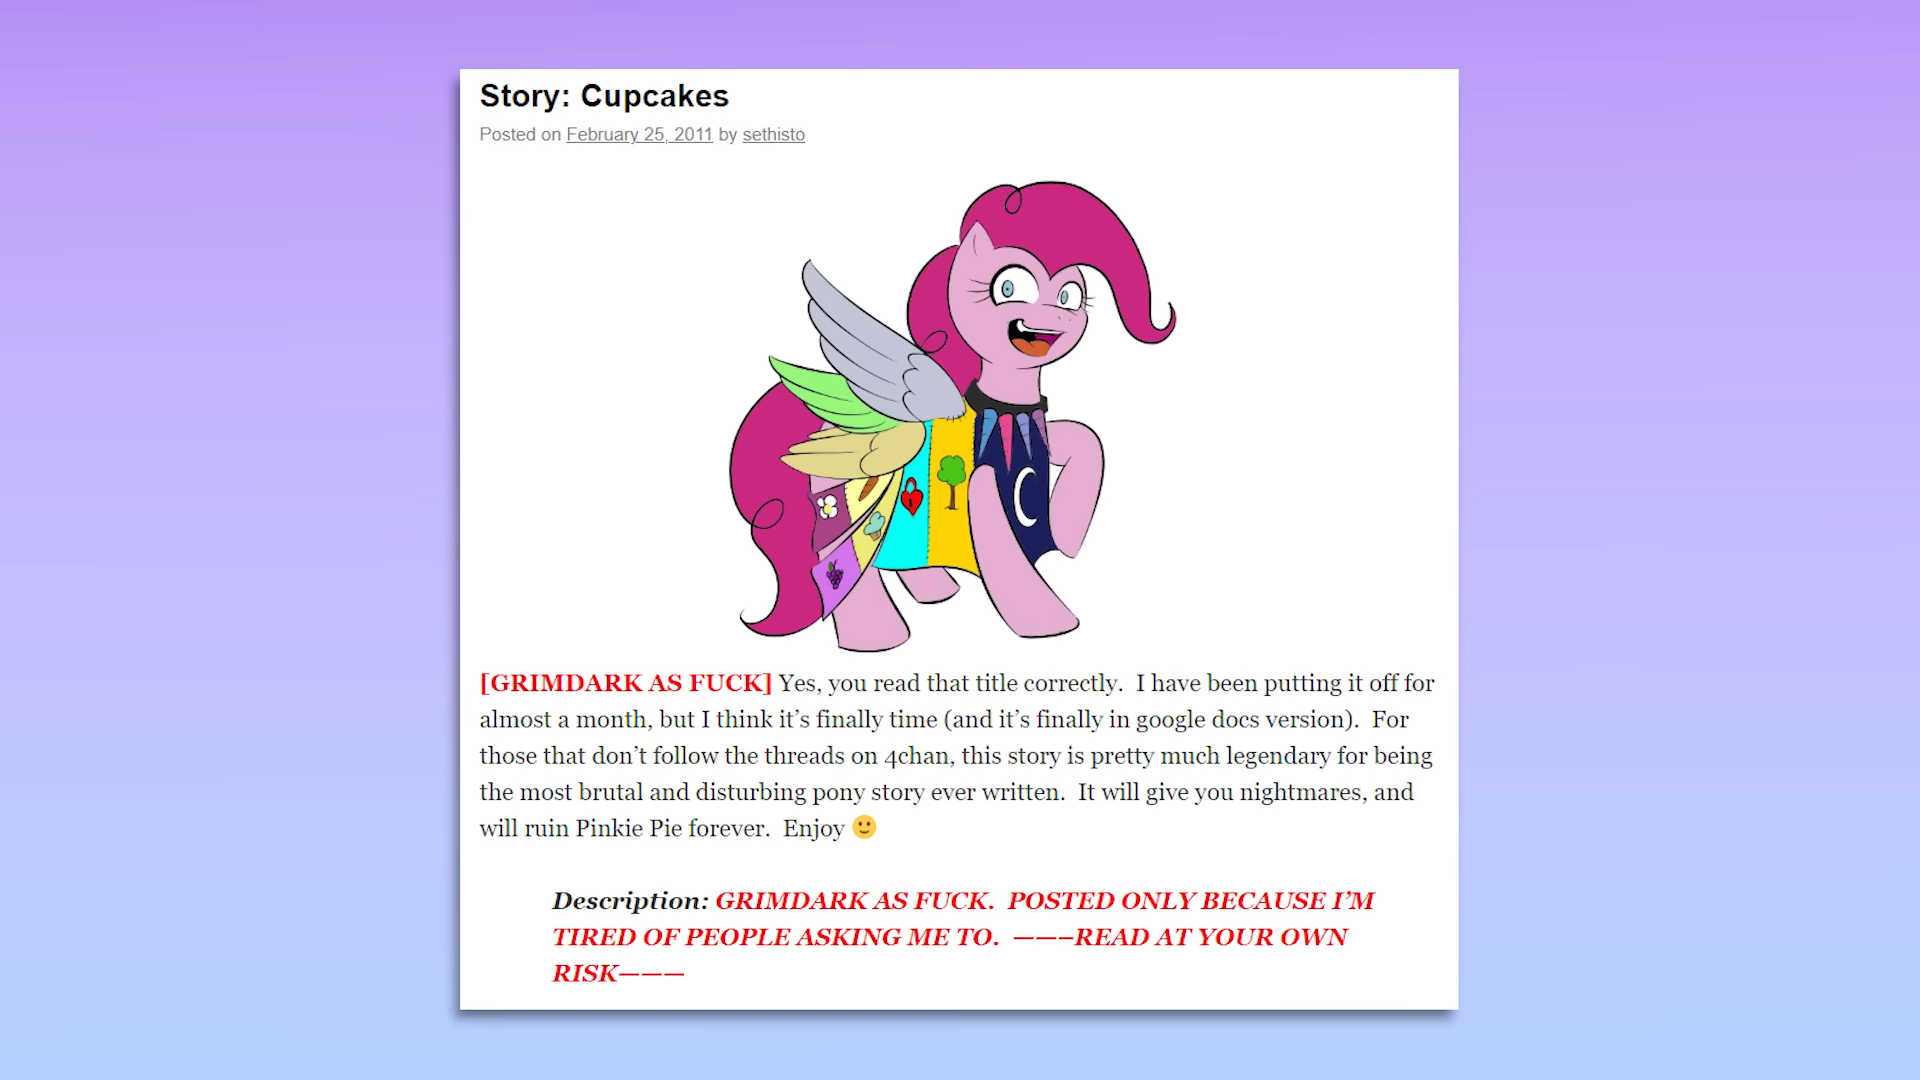 Story: Cupcakes
Posted on February 25, 2011 by sethisto
[GRIMDARK AS FUCK] Yes, you read that title correctly.  I have been putting it off for
almost a month, but I think it’s finally time (and it’s finally in google docs version).  For
those that don’t follow the threads on 4chan, this story is pretty much legendary for being
the most brutal and disturbing pony story ever written.  It will give you nightmares, and
will ruin Pinkie Pie forever.  Enjoy 🙂
Description: GRIMDARK AS FUCK.  POSTED ONLY BECAUSE I’M
TIRED OF PEOPLE ASKING ME TO.  ——–READ AT YOUR OWN
RISK———